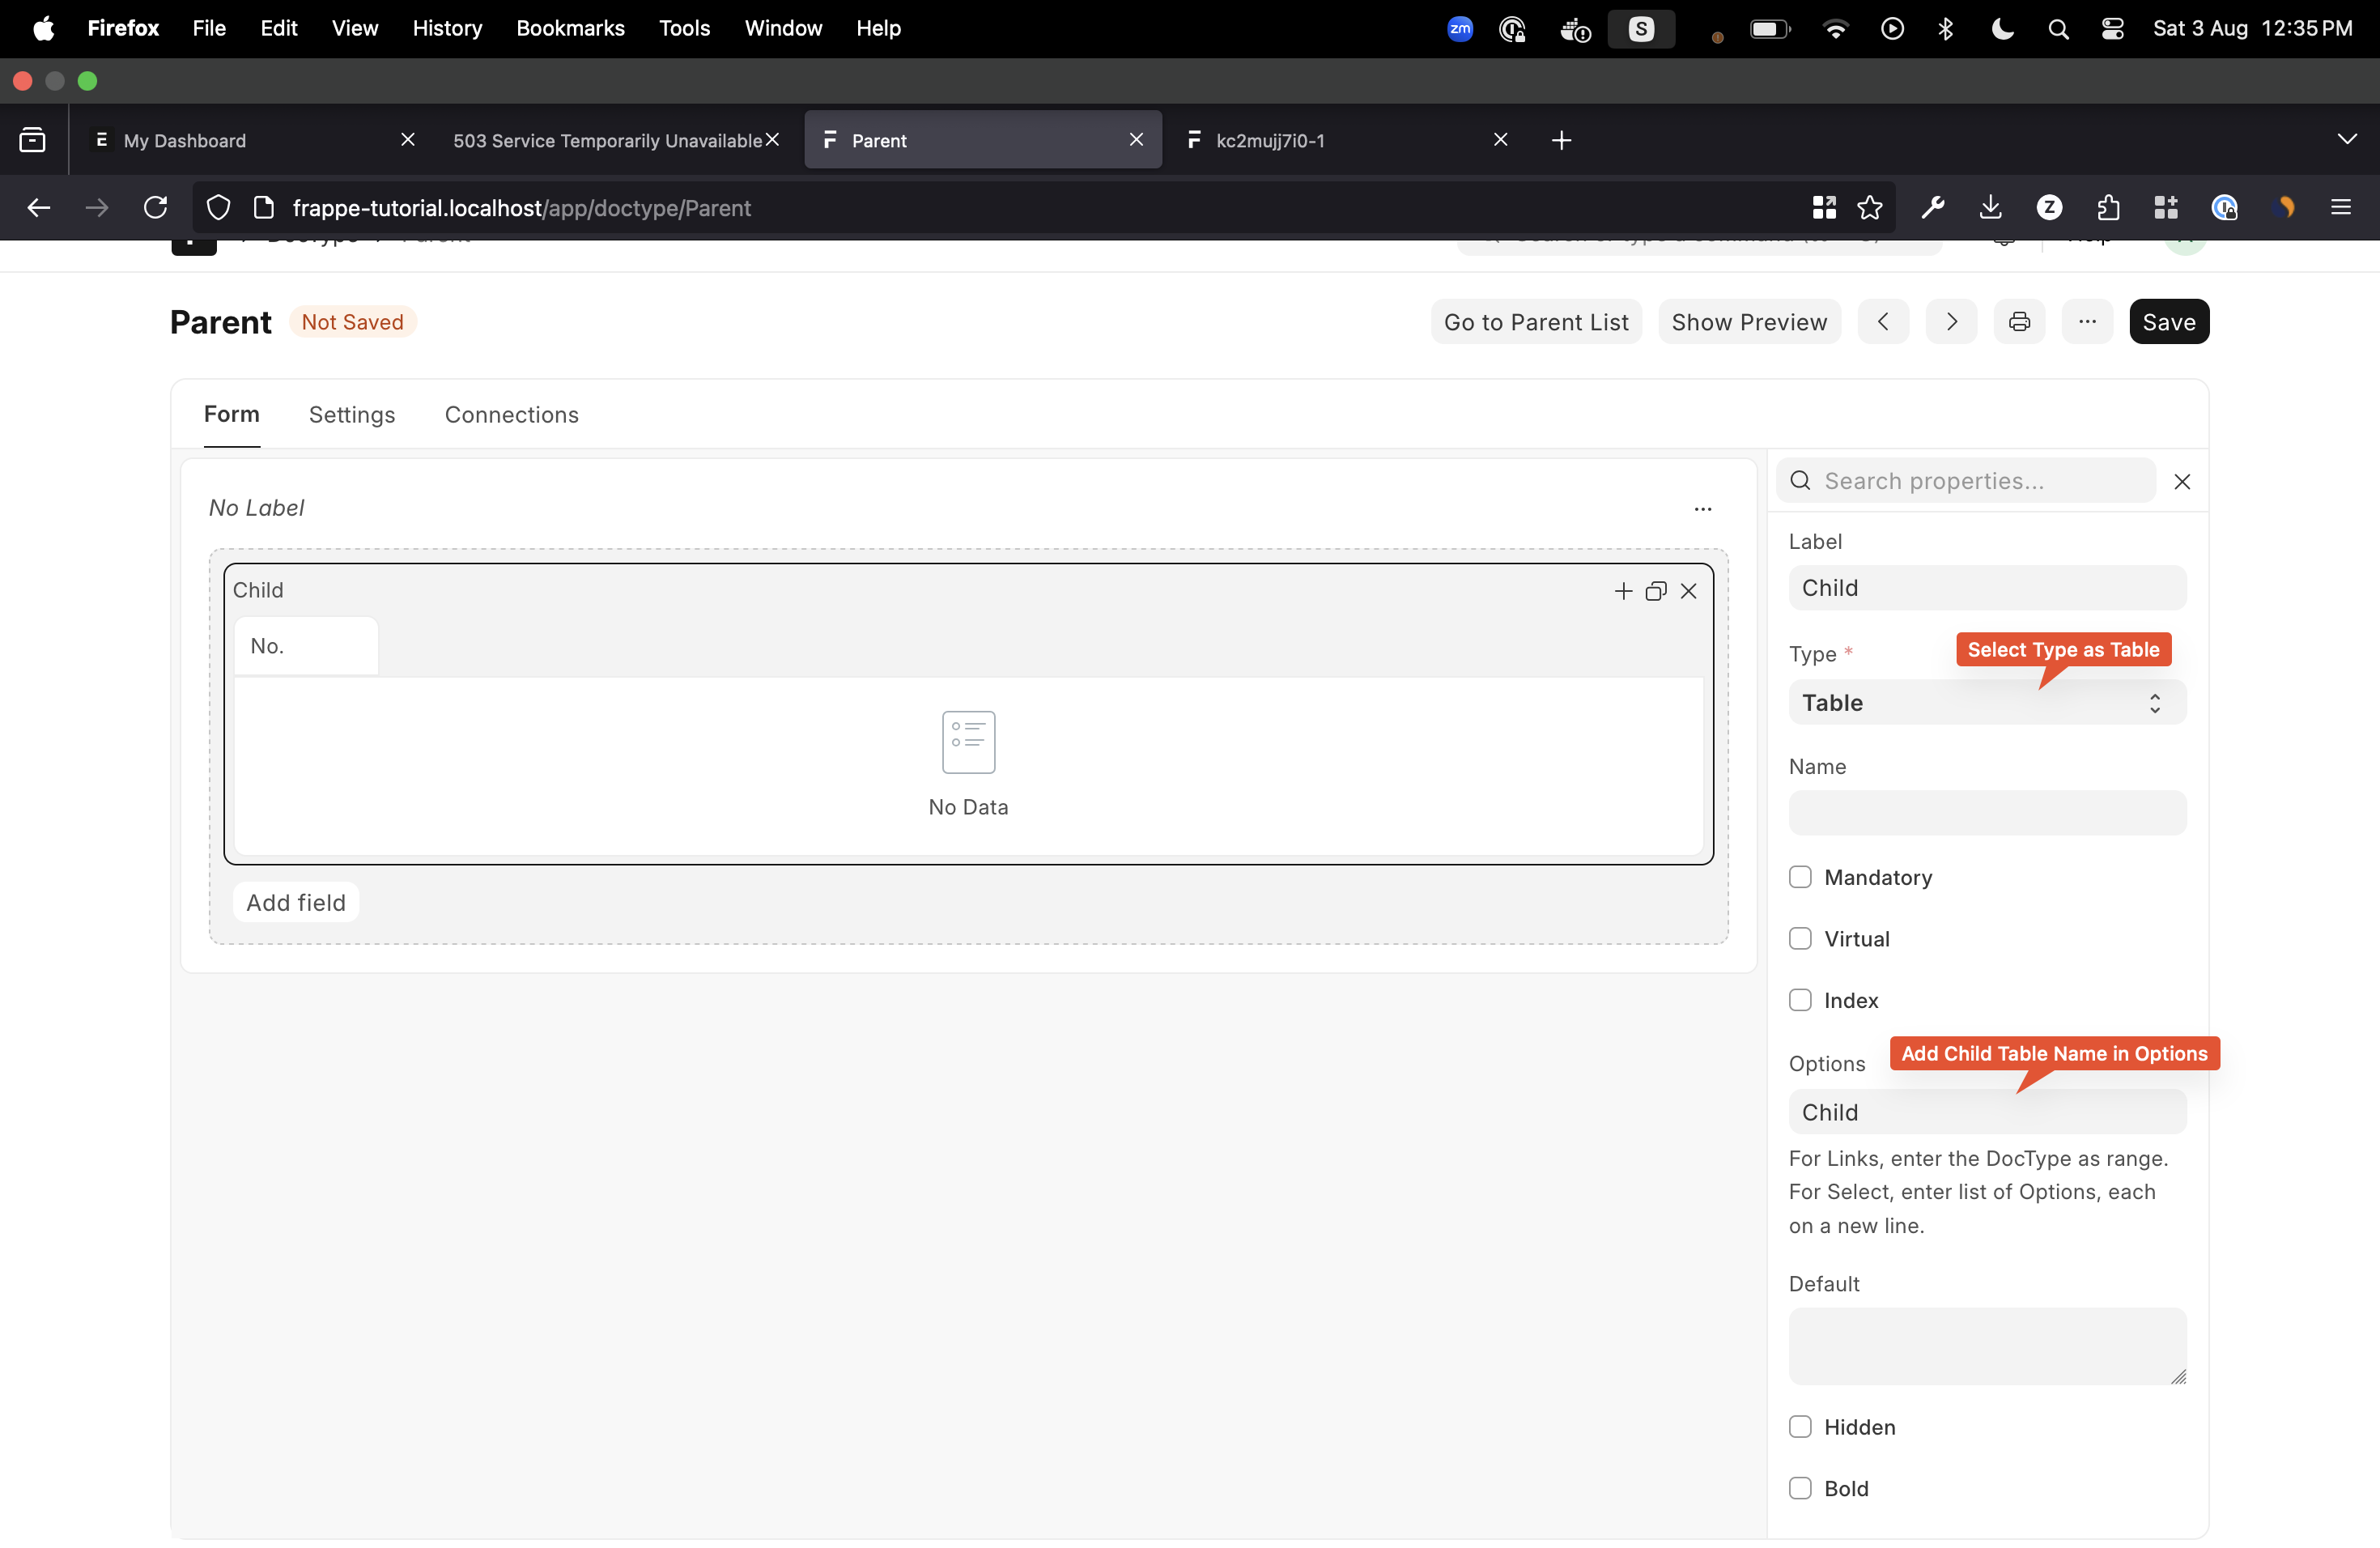 Firefox File Edit View History Bookmarks Tools Window Help
zm S Sat 3 Aug 12:35 PM
My Dashboard
503 Service Temporarily Unavailable
Parent
kc2mujj7i0-1
frappe-tutorial.localhost/app/doctype/Parent
Z
Parent Not Saved
Go to Parent List Show Preview ... Save
Form Settings Connections
No Label
...
Child
No.
No Data
Add field
Search properties...
Label
Child
Type *
Select Type as Table
Table
Name
Mandatory
Virtual
Index
Options
Add Child Table Name in Options
Child
For Links, enter the DocType as range.
For Select, enter list of Options, each
on a new line.
Default
Hidden
Bold